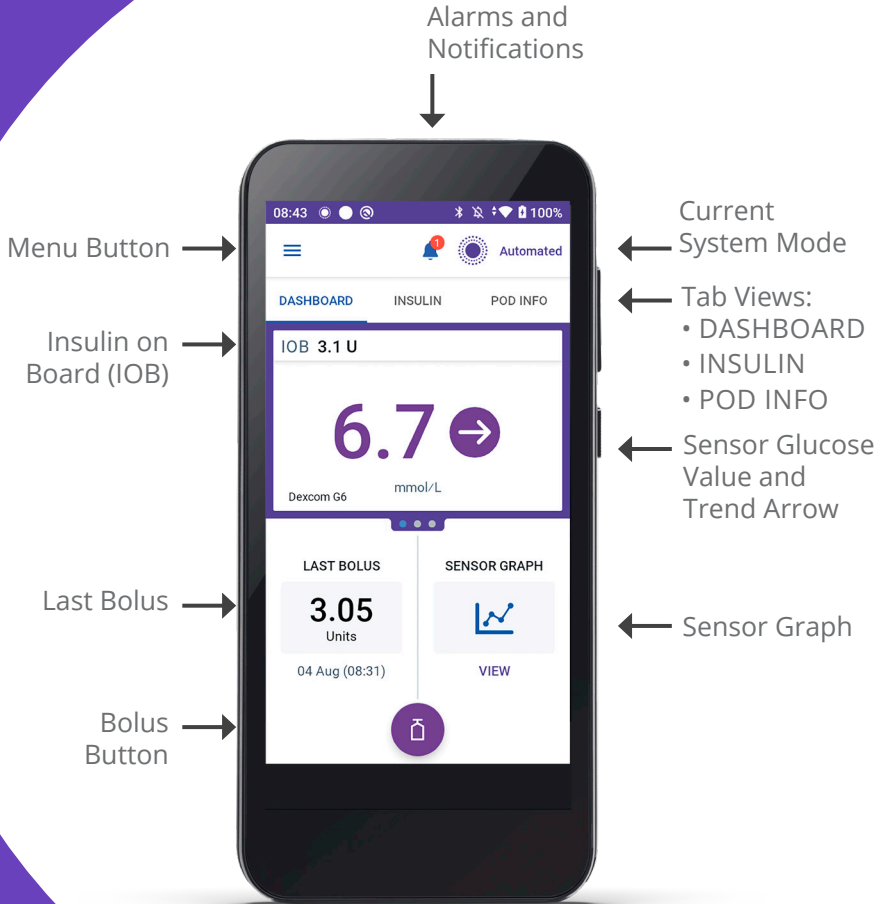 Alarms and
Notifications
08:43 100%
Menu Button
1 Automated
Current
System Mode
DASHBOARD INSULIN POD INFO
Tab Views:
• DASHBOARD
• INSULIN
• POD INFO
Insulin on
Board (IOB)
IOB 3.1 U
6.7
mmol/L
Dexcom G6
Sensor Glucose
Value and
Trend Arrow
LAST BOLUS SENSOR GRAPH
Last Bolus
3.05
Units
04 Aug (08:31) VIEW
Sensor Graph
Bolus
Button